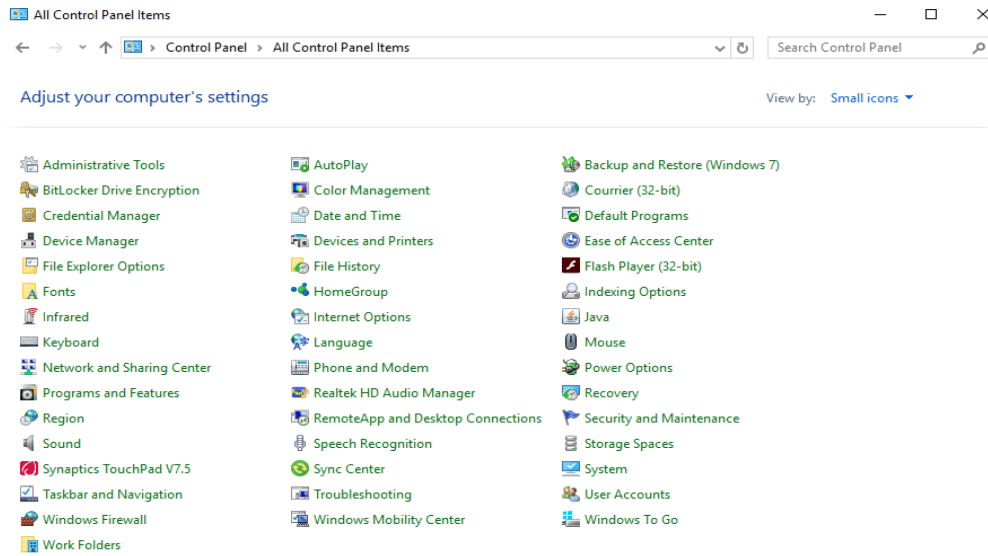 All Control Panel Items
Control Panel > All Control Panel Items
Search Control Panel
Adjust your computer's settings
View by: Small icons
Administrative Tools AutoPlay Backup and Restore (Windows 7)
BitLocker Drive Encryption Color Management Courrier (32-bit)
Credential Manager Date and Time Default Programs
Device Manager Devices and Printers Ease of Access Center
File Explorer Options File History Flash Player (32-bit)
Fonts HomeGroup Indexing Options
Infrared Internet Options Java
Keyboard Language Mouse
Network and Sharing Center Phone and Modem Power Options
Programs and Features Realtek HD Audio Manager Recovery
Region RemoteApp and Desktop Connections Security and Maintenance
Sound Speech Recognition Storage Spaces
Synaptics TouchPad V7.5 Sync Center System
Taskbar and Navigation Troubleshooting User Accounts
Windows Firewall Windows Mobility Center Windows To Go
Work Folders